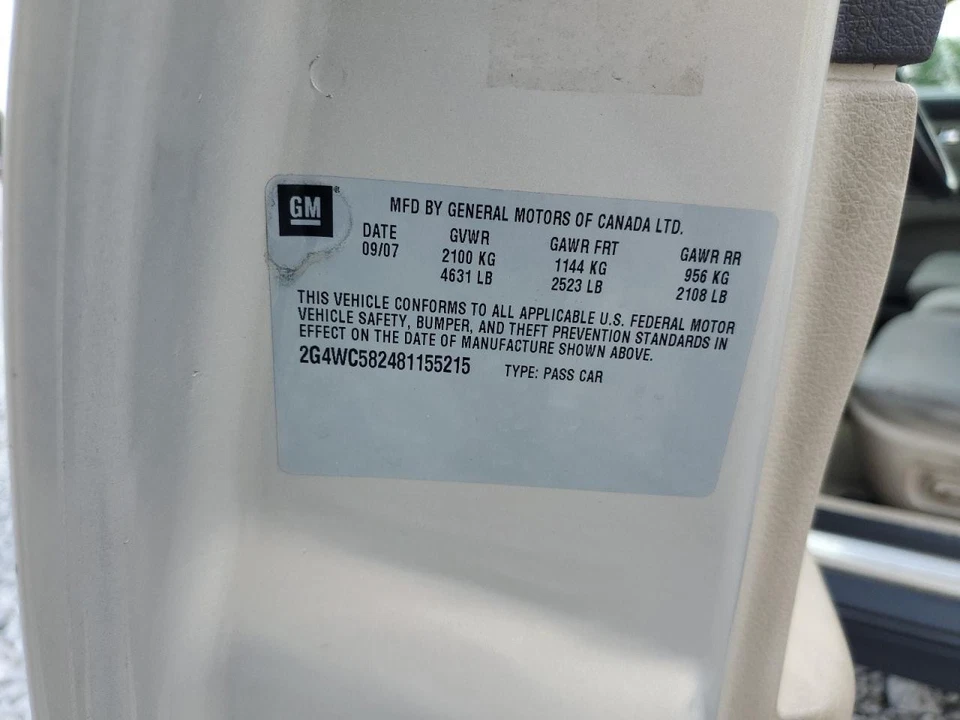 GM ®
MFD BY GENERAL MOTORS OF CANADA LTD.
DATE GVWR GAWR FRT GAWR RR
09/07 2100 KG 1144 KG 956 KG
4631 LB 2523 LB 2108 LB
THIS VEHICLE CONFORMS TO ALL APPLICABLE U.S. FEDERAL MOTOR
VEHICLE SAFETY, BUMPER, AND THEFT PREVENTION STANDARDS IN
EFFECT ON THE DATE OF MANUFACTURE SHOWN ABOVE.
2G4WC582481155215 TYPE: PASS CAR